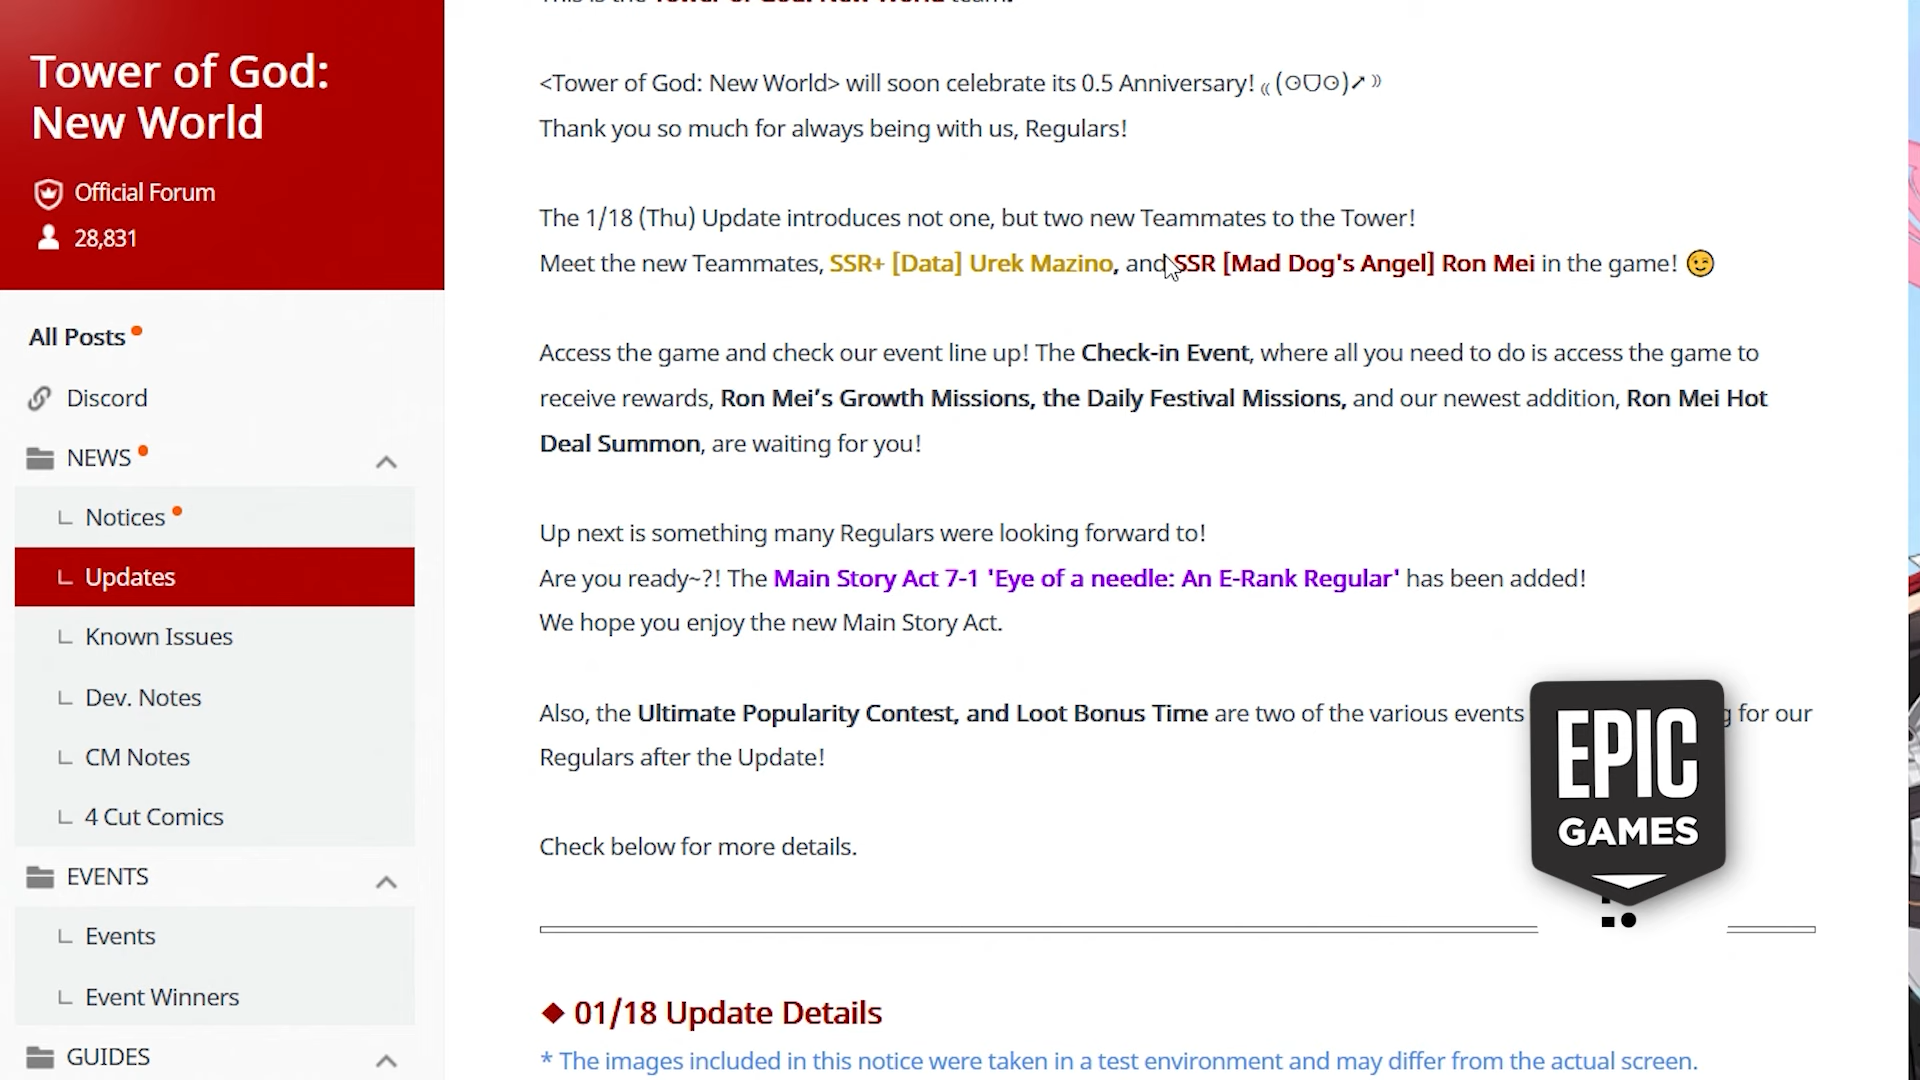 Tower of God:
New World
Official Forum
28,831
All Posts
Discord
NEWS
Notices
Updates
Known Issues
Dev. Notes
CM Notes
4 Cut Comics
EVENTS
Events
Event Winners
GUIDES
This is the Tower of God: New World team.
<Tower of God: New World> will soon celebrate its 0.5 Anniversary! ⸨(⊙ᗜ⊙)↗⸩
Thank you so much for always being with us, Regulars!
The 1/18 (Thu) Update introduces not one, but two new Teammates to the Tower!
Meet the new Teammates, SSR+ [Data] Urek Mazino, and SSR [Mad Dog's Angel] Ron Mei in the game! 😉
Access the game and check our event line up! The Check-in Event, where all you need to do is access the game to
receive rewards, Ron Mei’s Growth Missions, the Daily Festival Missions, and our newest addition, Ron Mei Hot
Deal Summon, are waiting for you!
Up next is something many Regulars were looking forward to!
Are you ready~?! The Main Story Act 7-1 'Eye of a needle: An E-Rank Regular' has been added!
We hope you enjoy the new Main Story Act.
Also, the Ultimate Popularity Contest, and Loot Bonus Time are two of the various events for our
Regulars after the Update!
Check below for more details.
EPIC
GAMES
◆ 01/18 Update Details
* The images included in this notice were taken in a test environment and may differ from the actual screen.